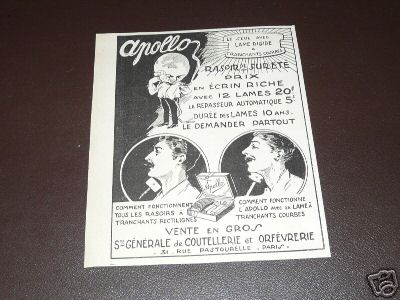 Apollo
LE SEUL AVEC
LAME RIGIDE
À
TRANCHANTS COURBES
RASOIR DE SURETÉ
PRIX
EN ÉCRIN RICHE
AVEC 12 LAMES 20F
LE REPASSEUR AUTOMATIQUE 5F
DURÉE DES LAMES 10 ANS.
LE DEMANDER PARTOUT
Apollo
COMMENT FONCTIONNENT
TOUS LES RASOIRS À
TRANCHANTS RECTILIGNES
COMMENT FONCTIONNE
L'APOLLO AVEC SA LAME À
TRANCHANTS COURBES
VENTE EN GROS
Sté GÉNÉRALE DE COUTELLERIE ET ORFÈVRERIE
31 RUE PASTOURELLE. PARIS.